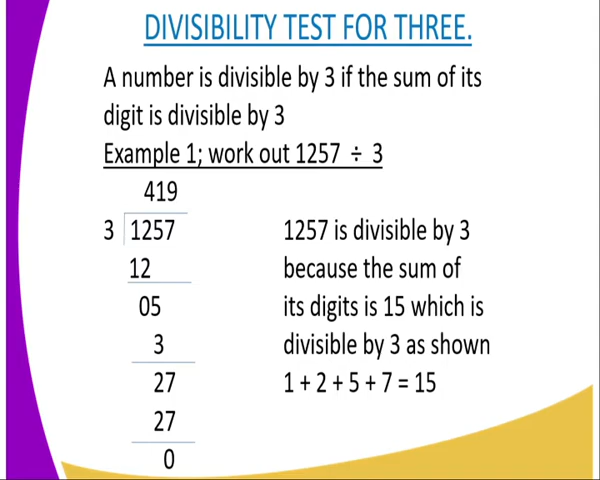 DIVISIBILITY TEST FOR THREE.
A number is divisible by 3 if the sum of its
digit is divisible by 3
Example 1; work out 1257 ÷ 3
419
3 1257
12
05
3
27
27
0
1257 is divisible by 3
because the sum of
its digits is 15 which is
divisible by 3 as shown
1 + 2 + 5 + 7 = 15